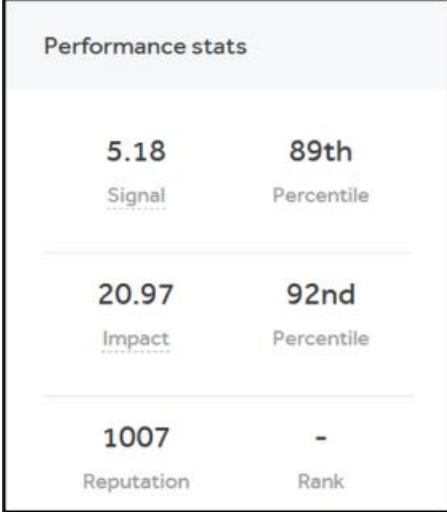 Performance stats
5.18 89th
Signal Percentile
20.97 92nd
Impact Percentile
1007 -
Reputation Rank